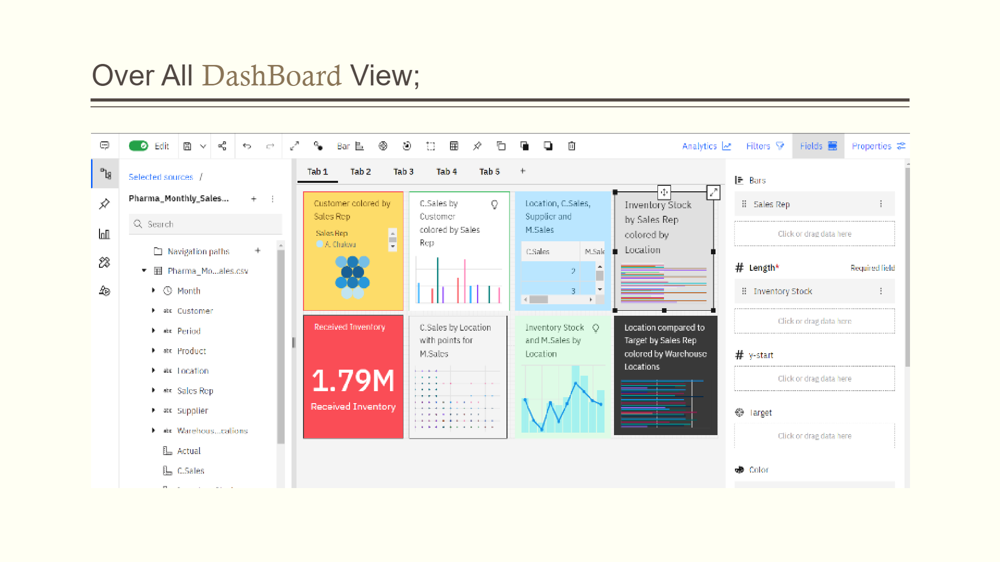 Over All DashBoard View;
Edit
Bar
Analytics
Filters
Fields
Properties
Selected sources /
Pharma_Monthly_Sales...
Search
Navigation paths
Pharma_Mo...ales.csv
Month
abc Customer
abc Period
abc Product
abc Location
abc Sales Rep
abc Supplier
abc Warehous...cations
Actual
C.Sales
Tab 1
Tab 2
Tab 3
Tab 4
Tab 5
+
Customer colored by
Sales Rep
Sales Rep
A. Chukwu
C.Sales by
Customer
colored by Sales
Rep
Location, C.Sales,
Supplier and
M.Sales
C.Sales
M.Sale
2
3
Inventory Stock
by Sales Rep
colored by
Location
Received Inventory
1.79M
Received Inventory
C.Sales by Location
with points for
M.Sales
Inventory Stock
and M.Sales by
Location
Location compared to
Target by Sales Rep
colored by Warehouse
Locations
Bars
Sales Rep
Click or drag data here
# Length*
Required field
Inventory Stock
Click or drag data here
# y-start
Click or drag data here
Target
Click or drag data here
Color